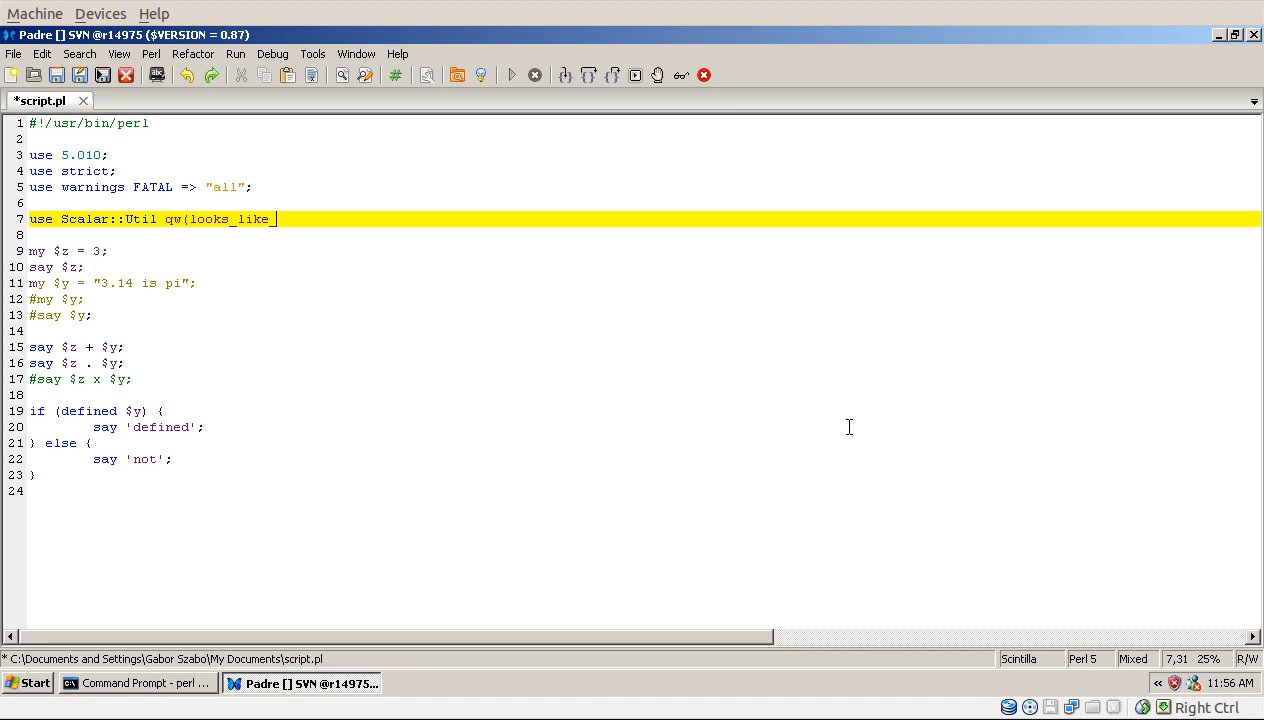 Machine Devices Help
Padre [] SVN @r14975 ($VERSION = 0.87)
File Edit Search View Perl Refactor Run Debug Tools Window Help
*script.pl
1 #!/usr/bin/perl
2
3 use 5.010;
4 use strict;
5 use warnings FATAL => "all";
6
7 use Scalar::Util qw(looks_like_
8
9 my $z = 3;
10 say $z;
11 my $y = "3.14 is pi";
12 #my $y;
13 #say $y;
14
15 say $z + $y;
16 say $z . $y;
17 #say $z x $y;
18
19 if (defined $y) {
20 say 'defined';
21 } else {
22 say 'not';
23 }
24
* C:\Documents and Settings\Gabor Szabo\My Documents\script.pl Scintilla Perl 5 Mixed 7,31 25% R/W
Start Command Prompt - perl ... Padre [] SVN @r14975... « 11:56 AM
Right Ctrl